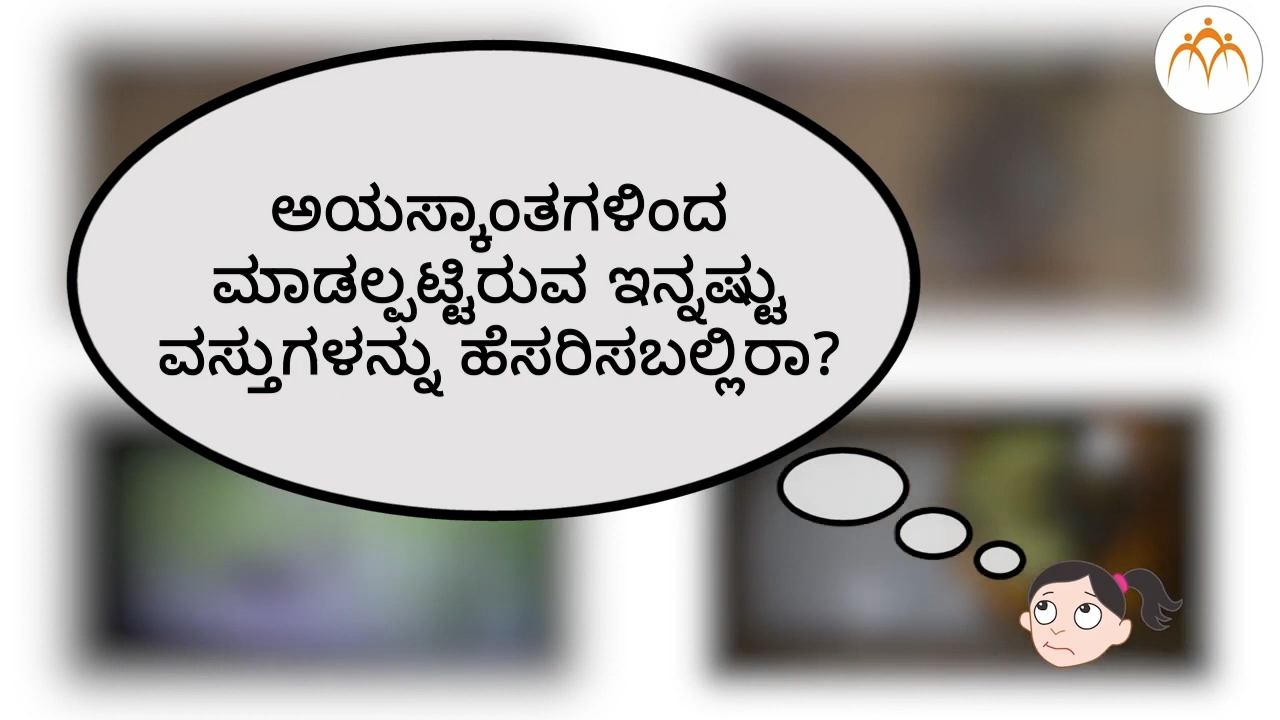 ಅಯಸ್ಕಾಂತಗಳಿಂದ
ಮಾಡಲ್ಪಟ್ಟಿರುವ ಇನ್ನಷ್ಟು
ವಸ್ತುಗಳನ್ನು ಹೆಸರಿಸಬಲ್ಲಿರಾ?